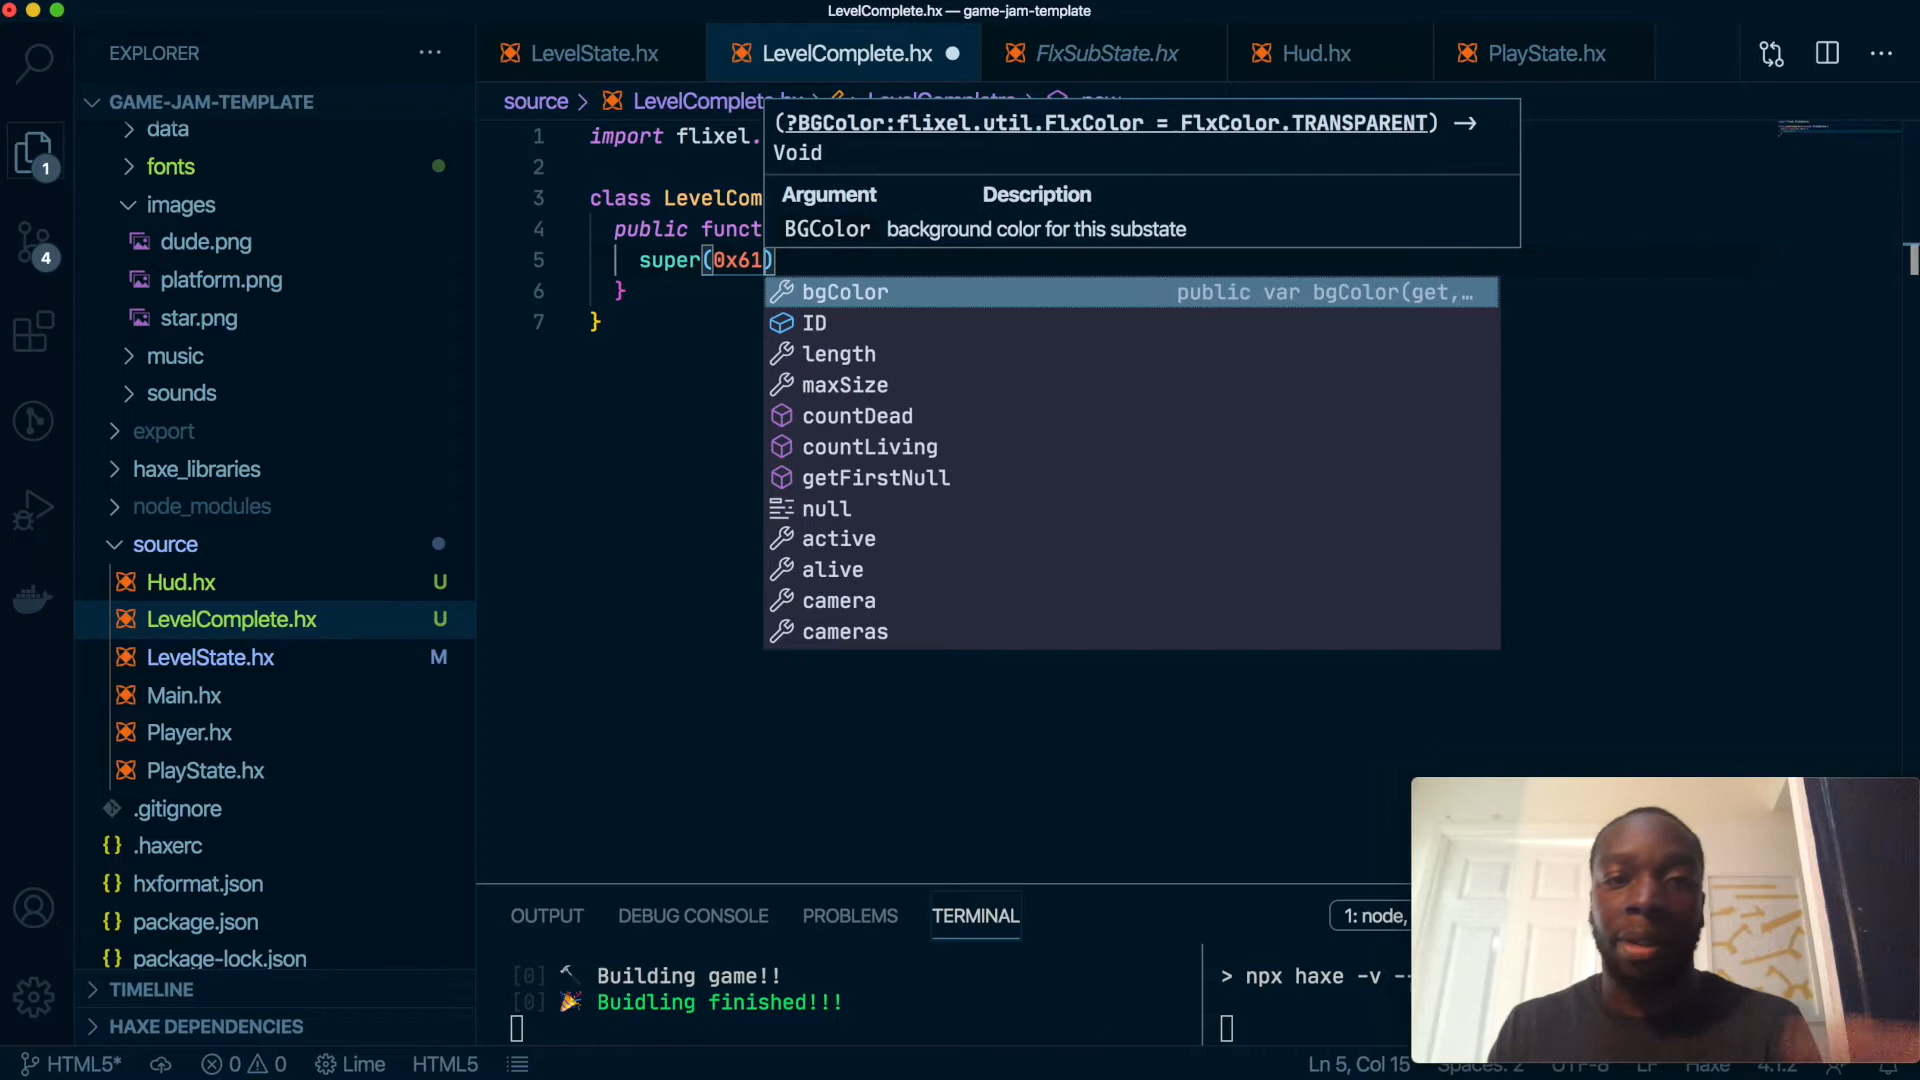 LevelComplete.hx — game-jam-template
EXPLORER
LevelState.hx
LevelComplete.hx
FlxSubState.hx
Hud.hx
PlayState.hx
GAME-JAM-TEMPLATE
data
fonts
images
dude.png
platform.png
star.png
music
sounds
export
haxe_libraries
node_modules
source
Hud.hx U
LevelComplete.hx U
LevelState.hx M
Main.hx
Player.hx
PlayState.hx
.gitignore
{} .haxerc
{} hxformat.json
{} package.json
{} package-lock.json
TIMELINE
HAXE DEPENDENCIES
1
4
source > LevelComplete
1 import flixel.
2
3 class LevelCom
4 public funct
5 super(0x61)
6 }
7 }
(?BGColor:flixel.util.FlxColor = FlxColor.TRANSPARENT) →
Void
Argument Description
BGColor background color for this substate
bgColor public var bgColor(get,…
ID
length
maxSize
countDead
countLiving
getFirstNull
null
active
alive
camera
cameras
OUTPUT DEBUG CONSOLE PROBLEMS TERMINAL 1: node,
[0] 🔨 Building game!!
[0] 🎉 Buidling finished!!!
> npx haxe -v -
HTML5* 0 0 Lime HTML5 Ln 5, Col 15 Spaces: 2 UTF-8 LF Haxe 4.1.2